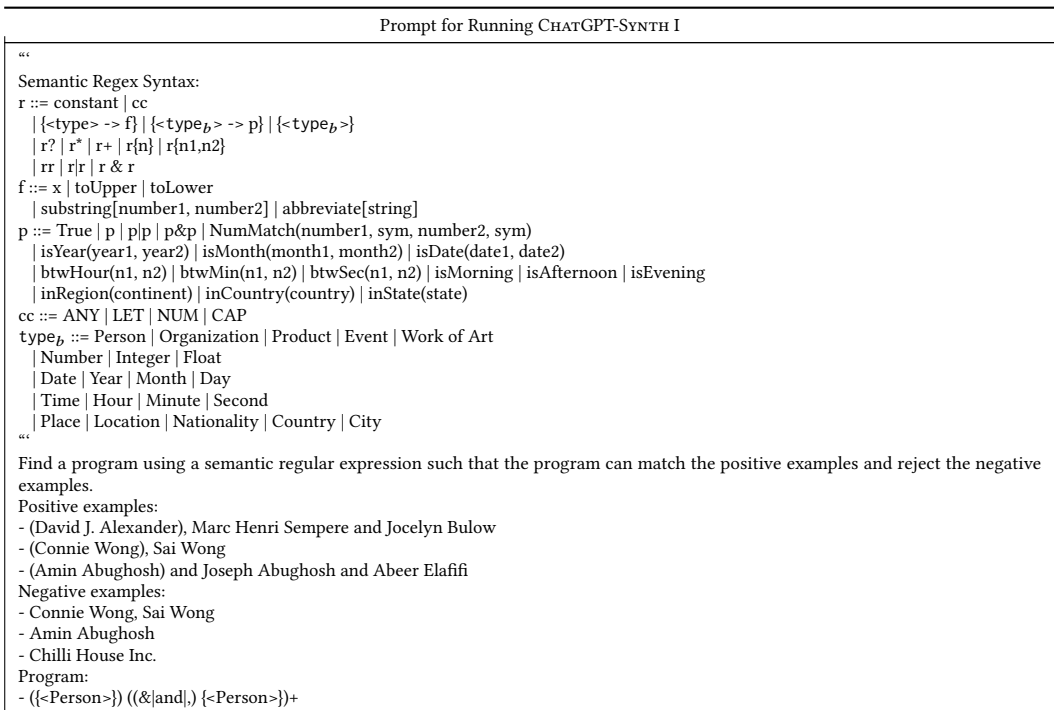 Prompt for Running CHATGPT-SYNTH I
“‘
Semantic Regex Syntax:
r ::= constant | cc
| {<type> -> f} | {<type_b> -> p} | {<type_b>}
| r? | r* | r+ | r{n} | r{n1,n2}
| rr | r|r | r & r
f ::= x | toUpper | toLower
| substring[number1, number2] | abbreviate[string]
p ::= True | p | p|p | p&p | NumMatch(number1, sym, number2, sym)
| isYear(year1, year2) | isMonth(month1, month2) | isDate(date1, date2)
| btwHour(n1, n2) | btwMin(n1, n2) | btwSec(n1, n2) | isMorning | isAfternoon | isEvening
| inRegion(continent) | inCountry(country) | inState(state)
cc ::= ANY | LET | NUM | CAP
type_b ::= Person | Organization | Product | Event | Work of Art
| Number | Integer | Float
| Date | Year | Month | Day
| Time | Hour | Minute | Second
| Place | Location | Nationality | Country | City
“‘
Find a program using a semantic regular expression such that the program can match the positive examples and reject the negative
examples.
Positive examples:
- (David J. Alexander), Marc Henri Sempere and Jocelyn Bulow
- (Connie Wong), Sai Wong
- (Amin Abughosh) and Joseph Abughosh and Abeer Elafifi
Negative examples:
- Connie Wong, Sai Wong
- Amin Abughosh
- Chilli House Inc.
Program:
- ({<Person>}) ((&|and|,) {<Person>})+